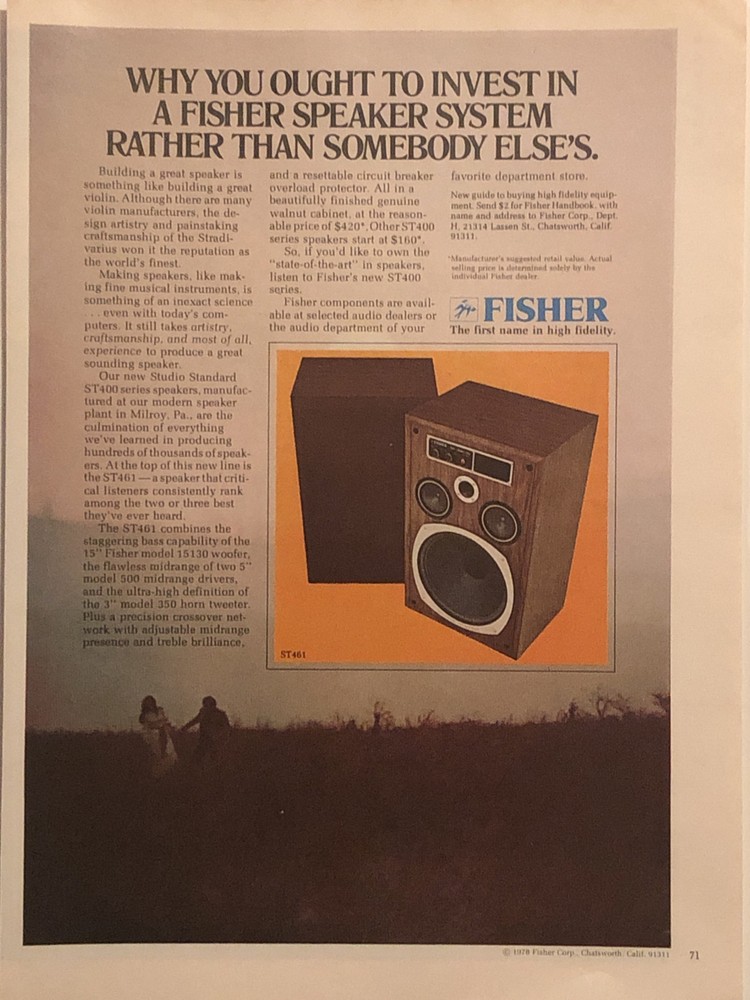 WHY YOU OUGHT TO INVEST IN
A FISHER SPEAKER SYSTEM
RATHER THAN SOMEBODY ELSE'S.
Building a great speaker is
something like building a great
violin. Although there are many
violin manufacturers, the de-
sign artistry and painstaking
craftsmanship of the Stradi-
varius won it the reputation as
the world's finest.
Making speakers, like mak-
ing fine musical instruments, is
something of an inexact science
. . . even with today's com-
puters. It still takes artistry,
craftsmanship, and most of all,
experience to produce a great
sounding speaker.
Our new Studio Standard
ST400 series speakers, manufac-
tured at our modern speaker
plant in Milroy, Pa., are the
culmination of everything
we've learned in producing
hundreds of thousands of speak-
ers. At the top of this new line is
the ST461 — a speaker that criti-
cal listeners consistently rank
among the two or three best
they've ever heard.
The ST461 combines the
staggering bass capability of the
15" Fisher model 15130 woofer,
the flawless midrange of two 5"
model 500 midrange drivers,
and the ultra-high definition of
the 3" model 350 horn tweeter.
Plus a precision crossover net-
work with adjustable midrange
presence and treble brilliance,
and a resettable circuit breaker
overload protector. All in a
beautifully finished genuine
walnut cabinet, at the reason-
able price of $420*. Other ST400
series speakers start at $160*.
So, if you'd like to own the
"state-of-the-art" in speakers,
listen to Fisher's new ST400
series.
Fisher components are avail-
able at selected audio dealers or
the audio department of your
favorite department store.
New guide to buying high fidelity equip-
ment. Send $2 for Fisher Handbook, with
name and address to Fisher Corp., Dept.
H, 21314 Lassen St., Chatsworth, Calif.
91311.
*Manufacturer's suggested retail value. Actual
selling price is determined solely by the
individual Fisher dealer.
FISHER
The first name in high fidelity.
ST461
© 1978 Fisher Corp., Chatsworth, Calif. 91311
71